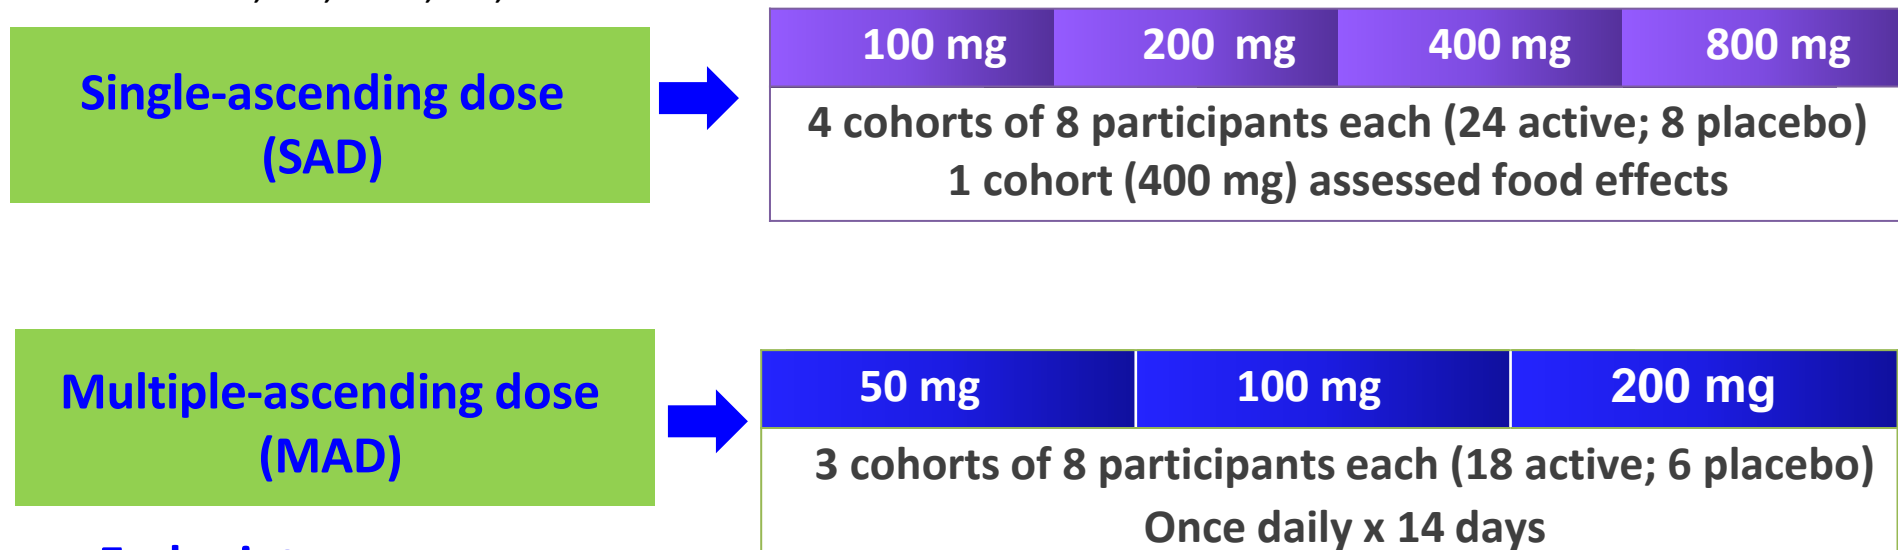 Single-ascending dose
(SAD)
100 mg 200 mg 400 mg 800 mg
4 cohorts of 8 participants each (24 active; 8 placebo)
1 cohort (400 mg) assessed food effects
Multiple-ascending dose
(MAD)
50 mg 100 mg 200 mg
3 cohorts of 8 participants each (18 active; 6 placebo)
Once daily x 14 days